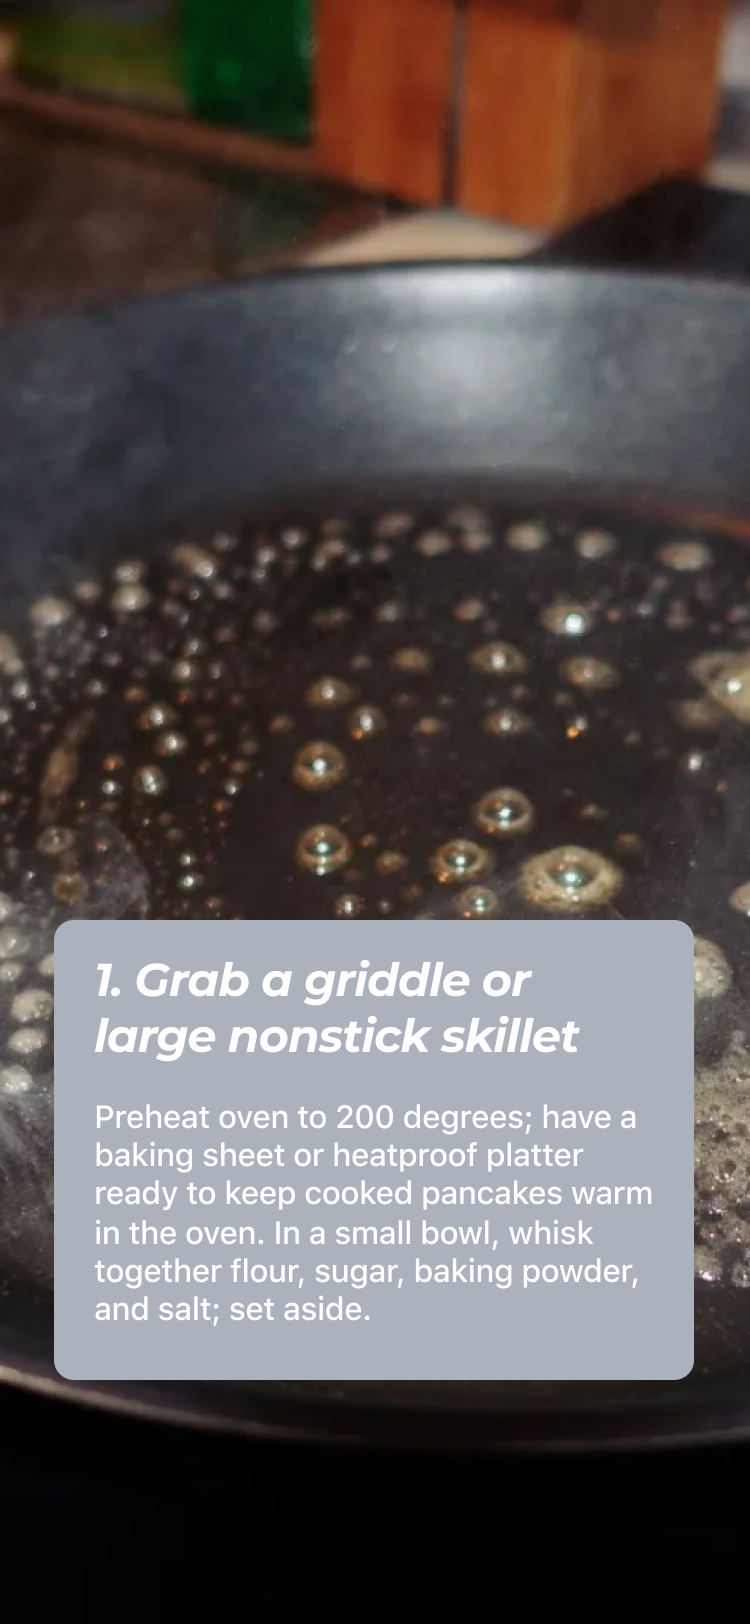 1. Grab a griddle or
large nonstick skillet
Preheat oven to 200 degrees; have a
baking sheet or heatproof platter
ready to keep cooked pancakes warm
in the oven. In a small bowl, whisk
together flour, sugar, baking powder,
and salt; set aside.